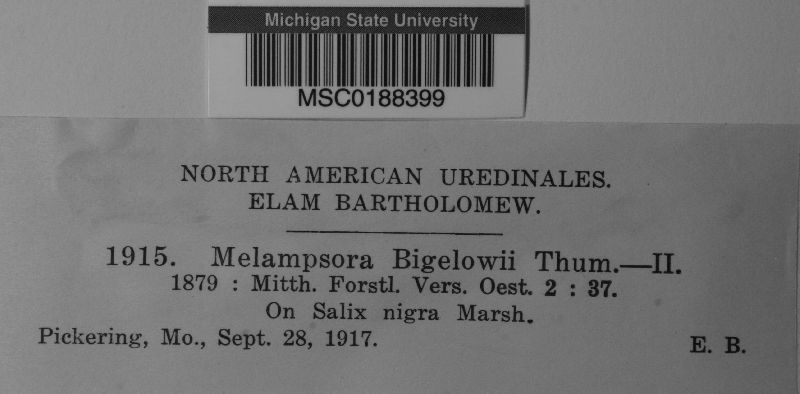 Michigan State University
MSC0188399
NORTH AMERICAN UREDINALES.
ELAM BARTHOLOMEW.
1915. Melampsora Bigelowii Thum.—II.
1879 : Mitth. Forstl. Vers. Oest. 2 : 37.
On Salix nigra Marsh.
Pickering, Mo., Sept. 28, 1917. E. B.